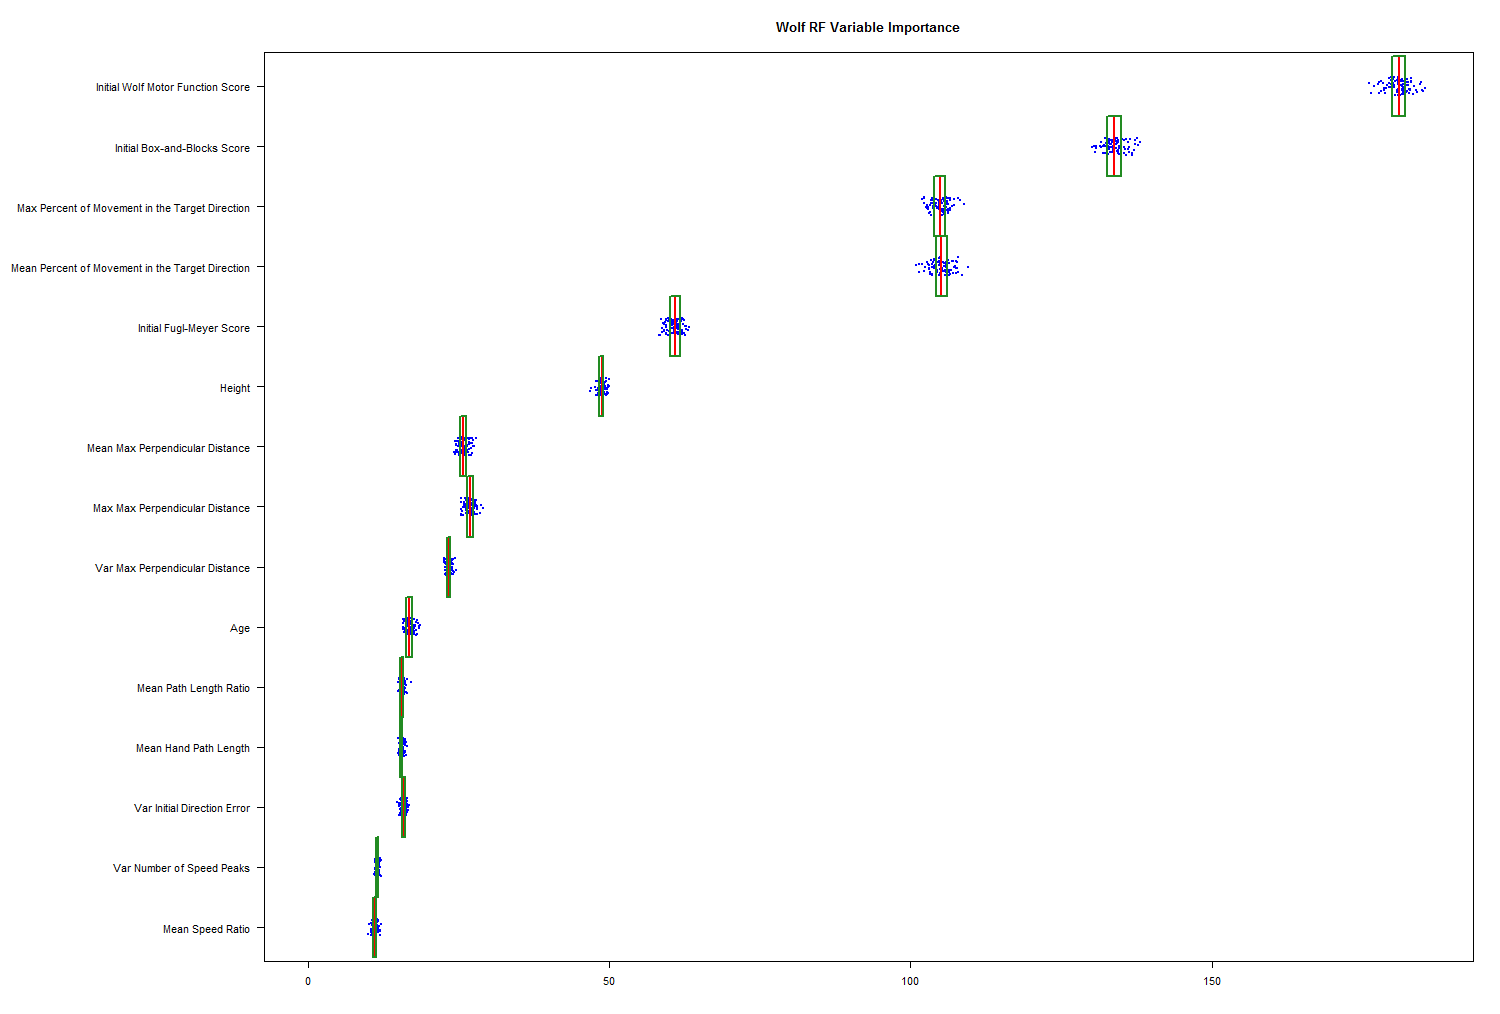 Wolf RF Variable Importance
Initial Wolf Motor Function Score
Initial Box-and-Blocks Score
Max Percent of Movement in the Target Direction
Mean Percent of Movement in the Target Direction
Initial Fugl-Meyer Score
Height
Mean Max Perpendicular Distance
Max Max Perpendicular Distance
Var Max Perpendicular Distance
Age
Mean Path Length Ratio
Mean Hand Path Length
Var Initial Direction Error
Var Number of Speed Peaks
Mean Speed Ratio
0 50 100 150